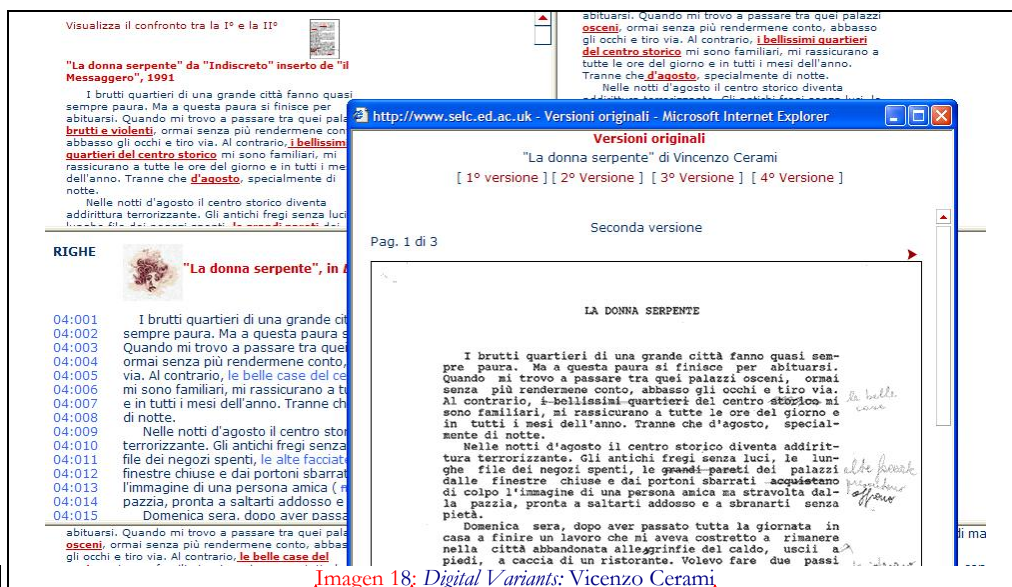 Visualizza il confronto tra la I° e la II°
"La donna serpente" da "Indiscreto" inserto de "il
Messaggero", 1991
I brutti quartieri di una grande città fanno quasi
sempre paura. Ma a questa paura si finisce per
abituarsi. Quando mi trovo a passare tra quei pala
brutti e violenti, ormai senza più rendermene con
abbasso gli occhi e tiro via. Al contrario, i bellissimi
quartieri del centro storico mi sono familiari, mi
rassicurano a tutte le ore del giorno e in tutti i me
dell'anno. Tranne che d'agosto, specialmente di
notte.
Nelle notti d'agosto il centro storico diventa
addirittura terrorizzante. Gli antichi fregi senza luci
abituarsi. Quando mi trovo a passare tra quei palazzi
osceni, ormai più rendermene conto, abbasso
gli occhi e tiro via. Al contrario, i bellissimi quartieri
del centro storico mi sono familiari, mi rassicurano a
tutte le ore del giorno e in tutti i mesi dell'anno.
Tranne che d'agosto, specialmente di notte.
Nelle notti d'agosto il centro storico diventa
http://www.selc.ed.ac.uk - Versioni originali - Microsoft Internet Explorer
Versioni originali
"La donna serpente" di Vincenzo Cerami
[ 1° versione ] [ 2° Versione ] [ 3° Versione ] [ 4° Versione ]
Seconda versione
Pag. 1 di 3
LA DONNA SERPENTE
I brutti quartieri di una grande città fanno quasi sem-
pre paura. Ma a questa paura si finisce per abituarsi.
Quando mi trovo a passare tra quei palazzi osceni, ormai
senza più rendermene conto, abbasso gli occhi e tiro via.
Al contrario, i bellissimi quartieri del centro storico mi
sono familiari, mi rassicurano a tutte le ore del giorno e
in tutti i mesi dell'anno. Tranne che d'agosto, special-
mente di notte.
Nelle notti d'agosto il centro storico diventa addirit-
tura terrorizzante. Gli antichi fregi senza luci, le lun-
ghe file dei negozi spenti, le grandi pareti dei palazzi
dalle finestre chiuse e dai portoni sbarrati acquistano
di colpo l'immagine di una persona amica ma stravolta dal-
la pazzia, pronta a saltarti addosso e a sbranarti senza
pietà.
Domenica sera, dopo aver passato tutta la giornata in
casa a finire un lavoro che mi aveva costretto a rimanere
nella città abbandonata alle grinfie del caldo, uscii a
piedi, a caccia di un ristorante. Volevo fare due passi
le belle
case
offrono
RIGHE
"La donna serpente", in
04:001 I brutti quartieri di una grande cit
04:002 sempre paura. Ma a questa paura s
04:003 Quando mi trovo a passare tra quei
04:004 ormai senza più rendermene conto,
04:005 via. Al contrario, le belle case del ce
04:006 mi sono familiari, mi rassicurano a tu
04:007 e in tutti i mesi dell'anno. Tranne ch
04:008 di notte.
04:009 Nelle notti d'agosto il centro stor
04:010 terrorizzante. Gli antichi fregi senza
04:011 file dei negozi spenti, le alte facciate
04:012 finestre chiuse e dai portoni sbarrat
04:013 l'immagine di una persona amica (
04:014 pazzia, pronta a saltarti addosso e
04:015 Domenica sera, dopo aver passa
abituarsi. Quando mi trovo a passare tra quei pala
osceni, ormai senza più rendermene conto, abbas
gli occhi e tiro via. Al contrario, le belle case del
di ma
Imagen 18: Digital Variants: Vicenzo Cerami